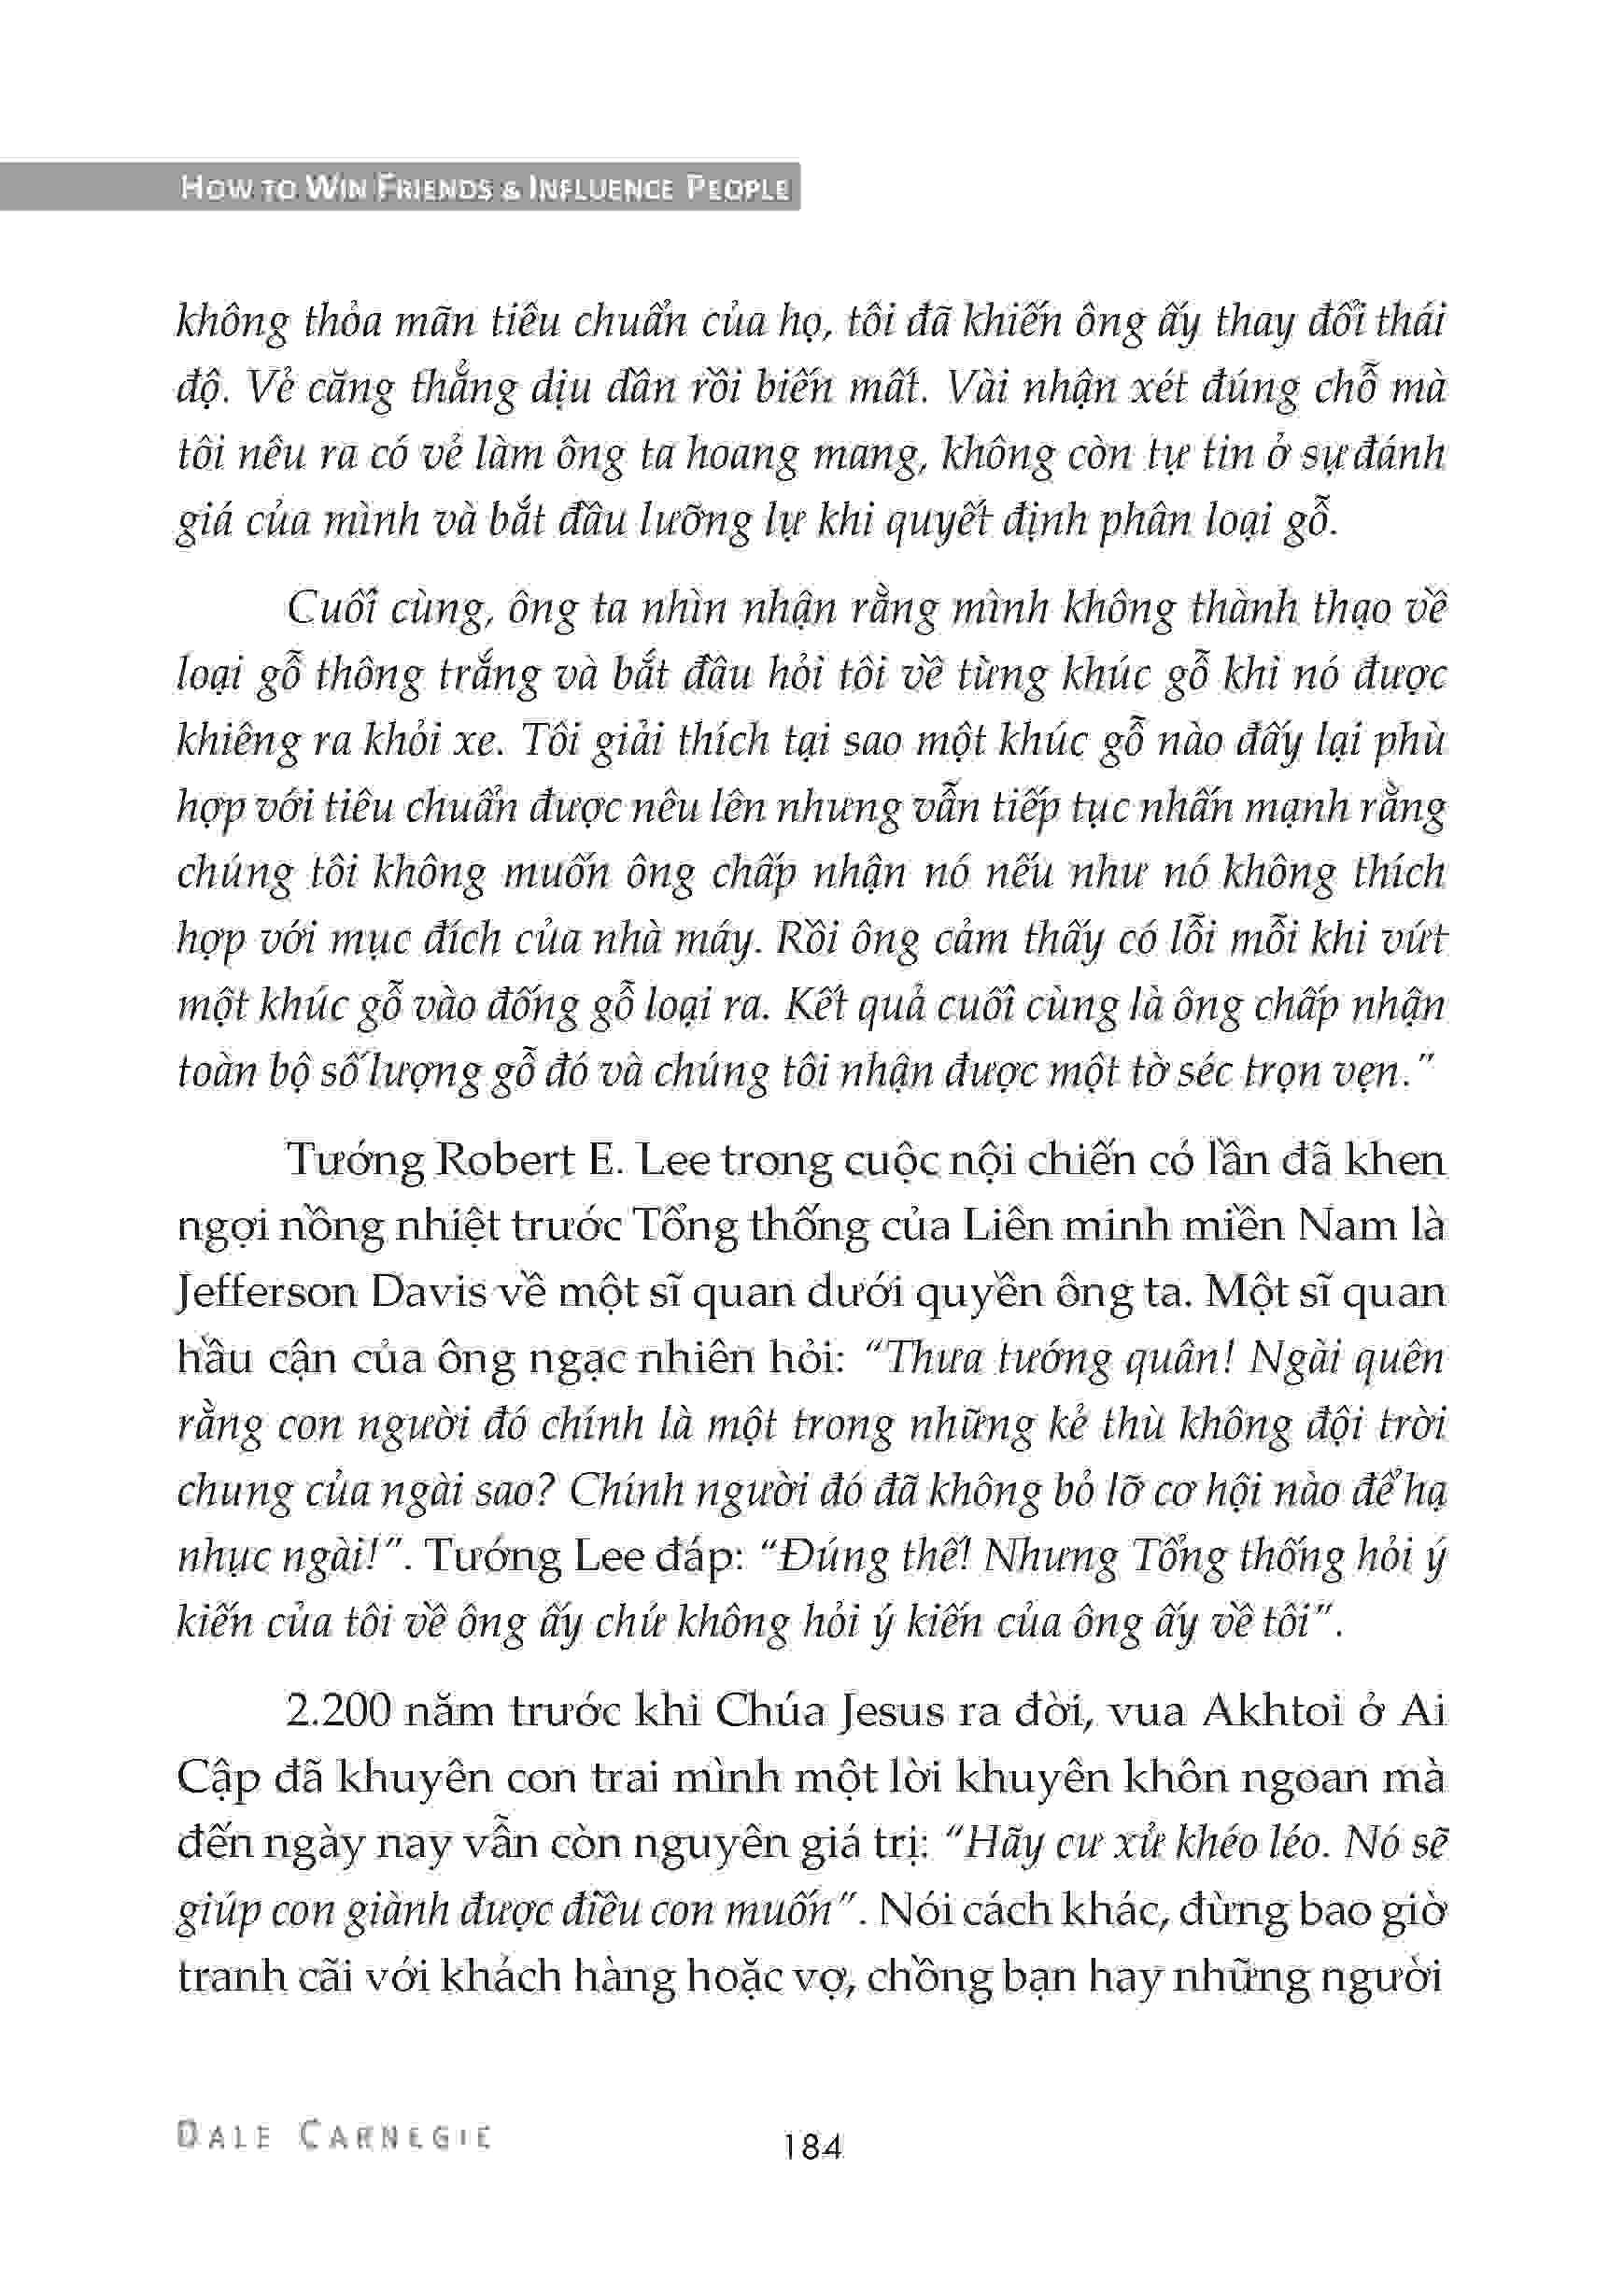 HOW TO WIN FRIENDS & INFLUENCE PEOPLE
không thỏa mãn tiêu chuẩn của họ, tôi đã khiến ông ấy thay đổi thái
độ. Vẻ căng thẳng dịu dần rồi biến mất. Vài nhận xét đúng chỗ mà
tôi nêu ra có vẻ làm ông ta hoang mang, không còn tự tin ở sự đánh
giá của mình và bắt đầu lưỡng lự khi quyết định phân loại gỗ.
Cuối cùng, ông ta nhìn nhận rằng mình không thành thạo về
loại gỗ thông trắng và bắt đầu hỏi tôi về từng khúc gỗ khi nó được
khiêng ra khỏi xe. Tôi giải thích tại sao một khúc gỗ nào đấy lại phù
hợp với tiêu chuẩn được nêu lên nhưng vẫn tiếp tục nhấn mạnh rằng
chúng tôi không muốn ông chấp nhận nó nếu như nó không thích
hợp với mục đích của nhà máy. Rồi ông cảm thấy có lỗi mỗi khi vứt
một khúc gỗ vào đống gỗ loại ra. Kết quả cuối cùng là ông chấp nhận
toàn bộ số lượng gỗ đó và chúng tôi nhận được một tờ séc trọn vẹn."
Tướng Robert E. Lee trong cuộc nội chiến có lần đã khen
ngợi nồng nhiệt trước Tổng thống của Liên minh miền Nam là
Jefferson Davis về một sĩ quan dưới quyền ông ta. Một sĩ quan
hầu cận của ông ngạc nhiên hỏi: "Thưa tướng quân! Ngài quên
rằng con người đó chính là một trong những kẻ thù không đội trời
chung của ngài sao? Chính người đó đã không bỏ lỡ cơ hội nào để hạ
nhục ngài!". Tướng Lee đáp: "Đúng thế! Nhưng Tổng thống hỏi ý
kiến của tôi về ông ấy chứ không hỏi ý kiến của ông ấy về tôi".
2.200 năm trước khi Chúa Jesus ra đời, vua Akhtoi ở Ai
Cập đã khuyên con trai mình một lời khuyên khôn ngoan mà
đến ngày nay vẫn còn nguyên giá trị: "Hãy cư xử khéo léo. Nó sẽ
giúp con giành được điều con muốn". Nói cách khác, đừng bao giờ
tranh cãi với khách hàng hoặc vợ, chồng bạn hay những người
DALE CARNEGIE
184